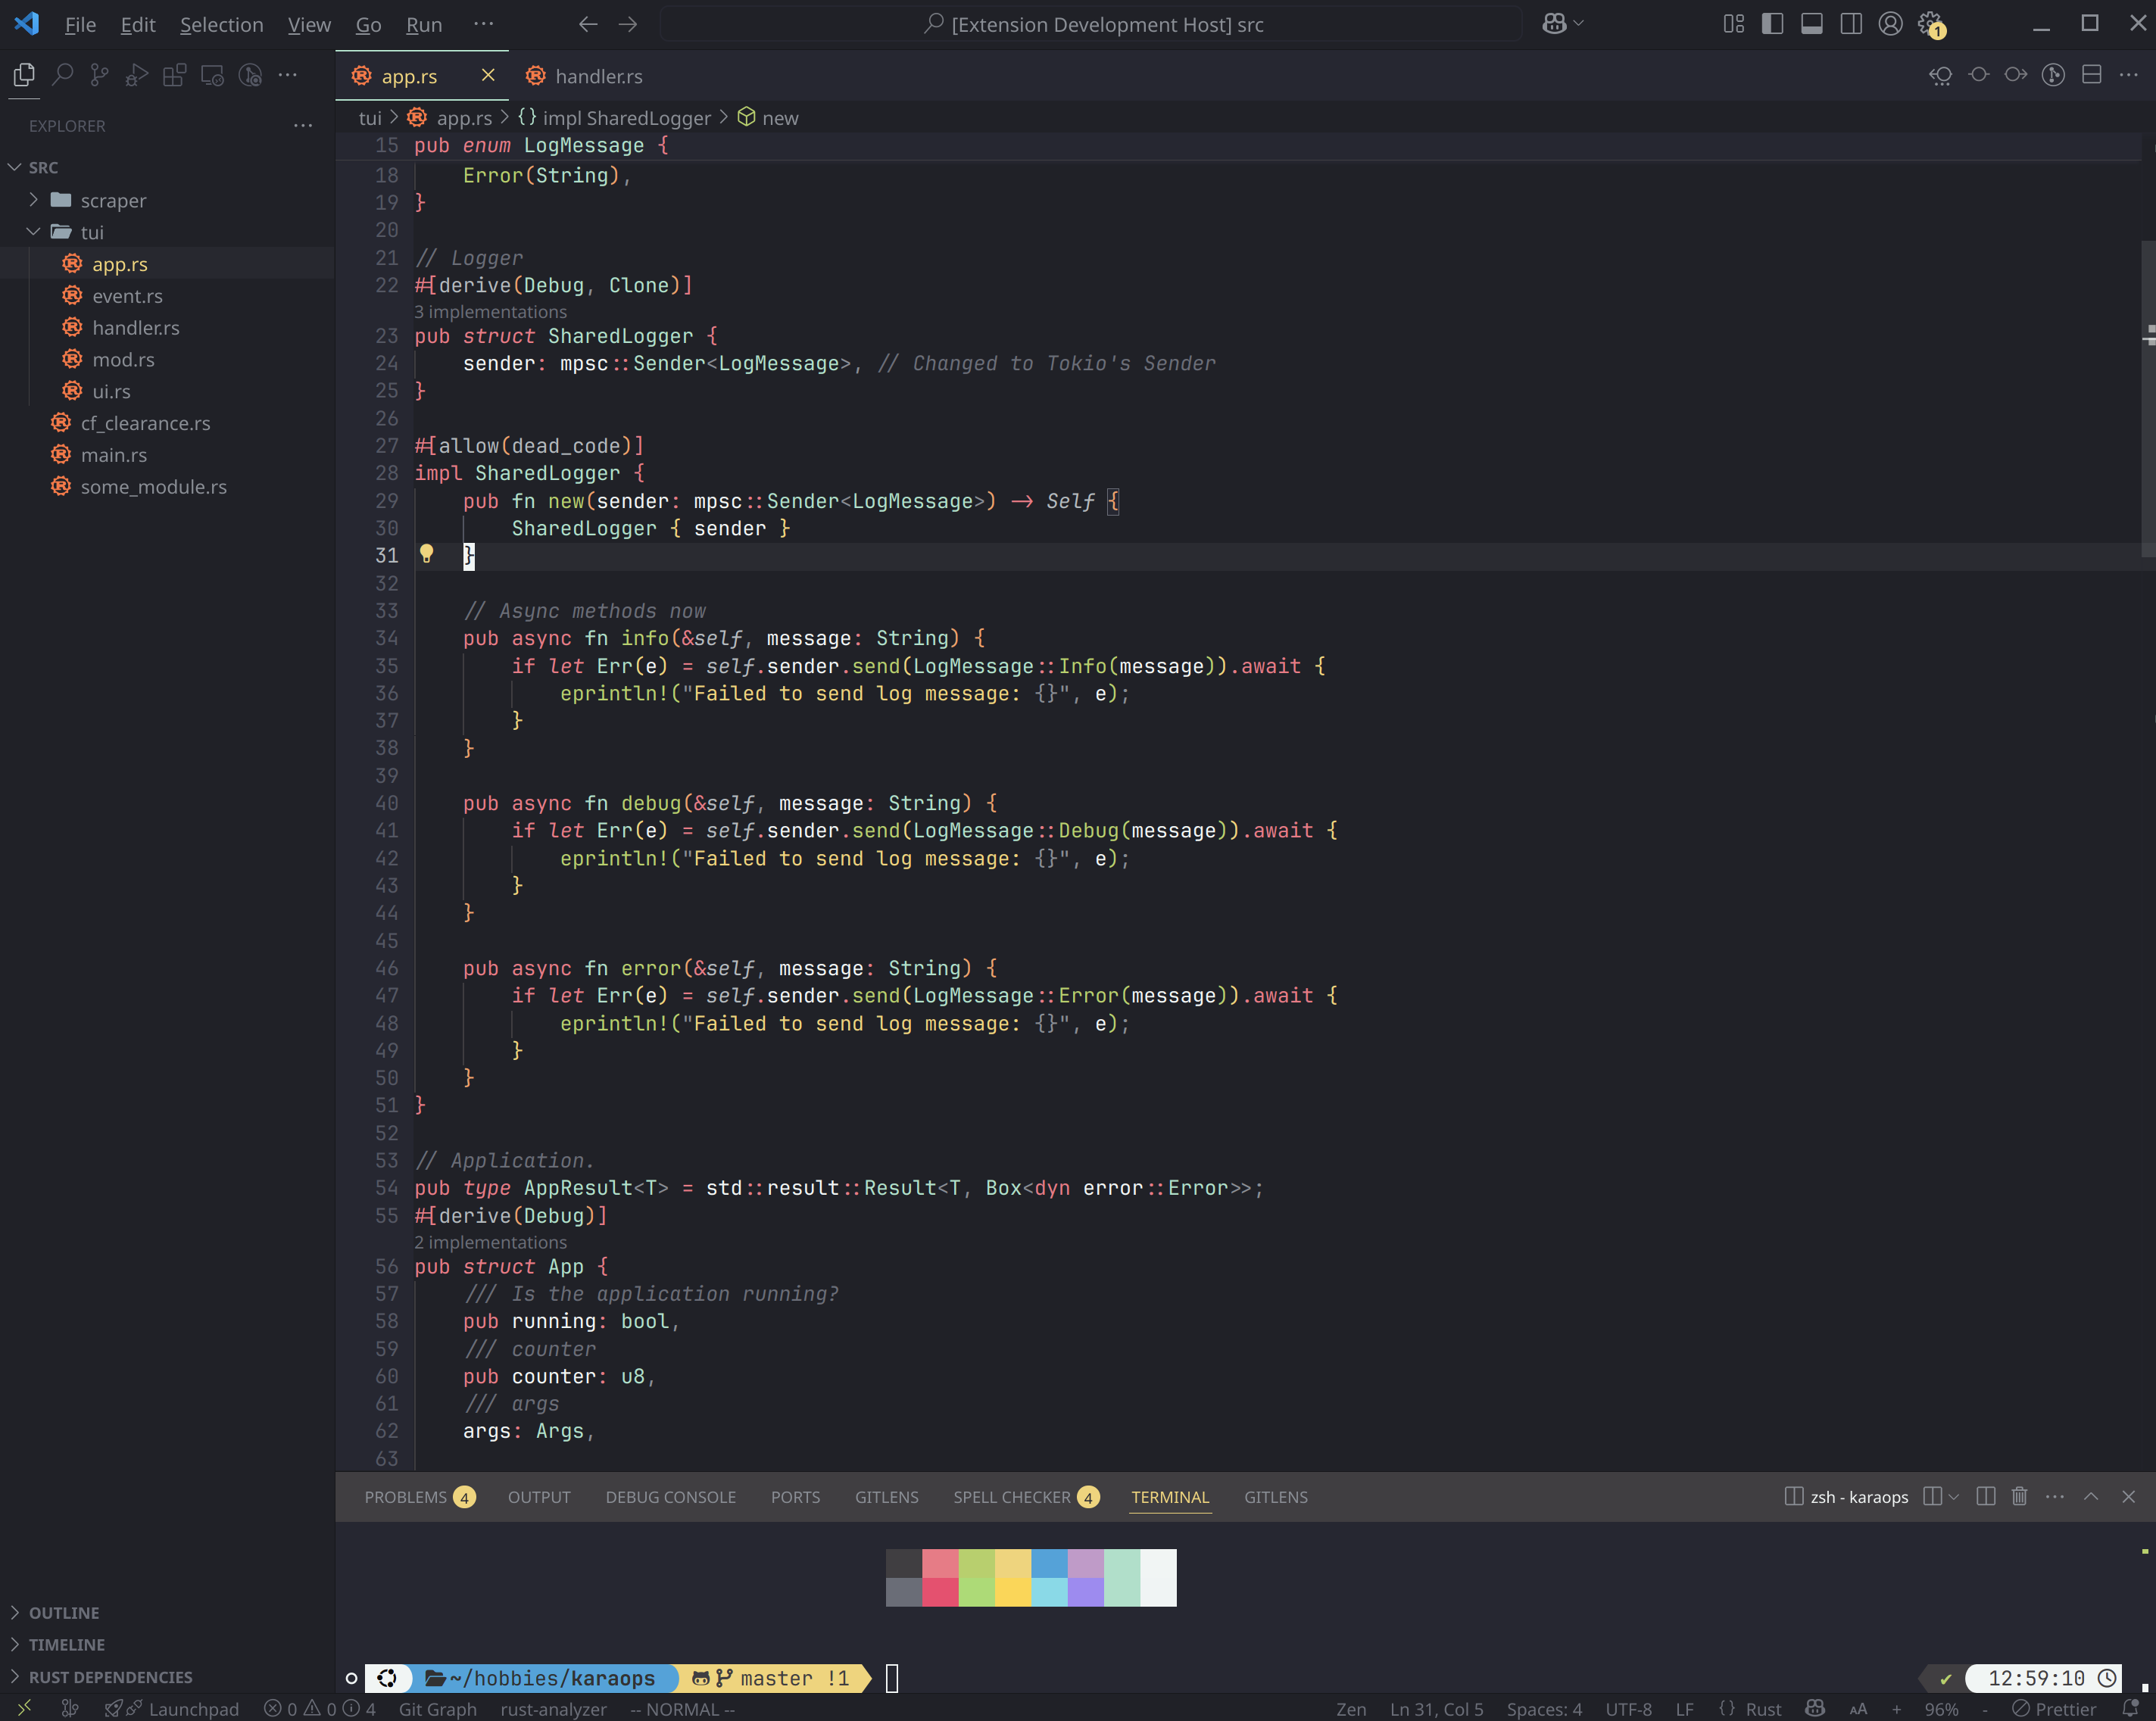 File Edit Selection View Go Run ··· [Extension Development Host] src
1
EXPLORER ···
SRC
scraper
tui
app.rs
event.rs
handler.rs
mod.rs
ui.rs
cf_clearance.rs
main.rs
some_module.rs
OUTLINE
TIMELINE
RUST DEPENDENCIES
app.rs handler.rs
tui > app.rs > {} impl SharedLogger > new
15 pub enum LogMessage {
18     Error(String),
19 }
20
21 // Logger
22 #[derive(Debug, Clone)]
3 implementations
23 pub struct SharedLogger {
24     sender: mpsc::Sender<LogMessage>, // Changed to Tokio's Sender
25 }
26
27 #[allow(dead_code)]
28 impl SharedLogger {
29     pub fn new(sender: mpsc::Sender<LogMessage>) -> Self {
30         SharedLogger { sender }
31     }
32
33     // Async methods now
34     pub async fn info(&self, message: String) {
35         if let Err(e) = self.sender.send(LogMessage::Info(message)).await {
36             eprintln!("Failed to send log message: {}", e);
37         }
38     }
39
40     pub async fn debug(&self, message: String) {
41         if let Err(e) = self.sender.send(LogMessage::Debug(message)).await {
42             eprintln!("Failed to send log message: {}", e);
43         }
44     }
45
46     pub async fn error(&self, message: String) {
47         if let Err(e) = self.sender.send(LogMessage::Error(message)).await {
48             eprintln!("Failed to send log message: {}", e);
49         }
50     }
51 }
52
53 // Application.
54 pub type AppResult<T> = std::result::Result<T, Box<dyn error::Error>>;
55 #[derive(Debug)]
2 implementations
56 pub struct App {
57     /// Is the application running?
58     pub running: bool,
59     /// counter
60     pub counter: u8,
61     /// args
62     args: Args,
63
PROBLEMS 4 OUTPUT DEBUG CONSOLE PORTS GITLENS SPELL CHECKER 4 TERMINAL GITLENS zsh - karaops
~/hobbies/karaops master !1 ✔ 12:59:10
Launchpad 0 0 4 Git Graph rust-analyzer -- NORMAL -- Zen Ln 31, Col 5 Spaces: 4 UTF-8 LF {} Rust AA + 96% - Prettier